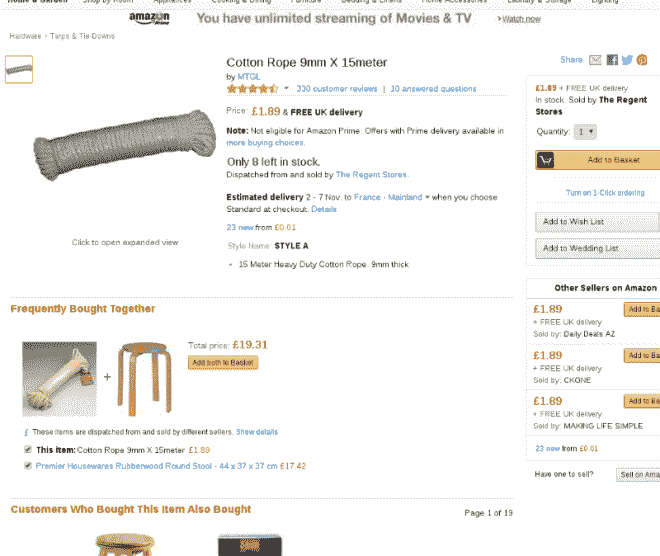 Home & Garden Shop by Room Appliances Cooking & Dining Furniture Bedding & Linens Home Accessories Laundry & Storage Lighting
amazon Prime You have unlimited streaming of Movies & TV Watch now
Hardware › Tarps & Tie-Downs
Cotton Rope 9mm X 15meter
by MTGL
330 customer reviews | 10 answered questions
Price: £1.89 & FREE UK delivery
Note: Not eligible for Amazon Prime. Offers with Prime delivery available in
more buying choices.
Only 8 left in stock.
Dispatched from and sold by The Regent Stores.
Estimated delivery 2 - 7 Nov. to France - Mainland when you choose
Standard at checkout. Details
23 new from £0.01
Style Name: STYLE A
15 Meter Heavy Duty Cotton Rope. 9mm thick
Click to open expanded view
Share
£1.89 + FREE UK delivery
In stock. Sold by The Regent
Stores
Quantity: 1
Add to Basket
Turn on 1-Click ordering
Add to Wish List
Add to Wedding List
Other Sellers on Amazon
£1.89 Add to Ba
+ FREE UK delivery
Sold by: Daily Deals AZ
£1.89 Add to Ba
+ FREE UK delivery
Sold by: CKONE
£1.89 Add to Ba
+ FREE UK delivery
Sold by: MAKING LIFE SIMPLE
23 new from £0.01
Have one to sell? Sell on Ama
Frequently Bought Together
+
Total price: £19.31
Add both to Basket
i These items are dispatched from and sold by different sellers. Show details
This item: Cotton Rope 9mm X 15meter £1.89
Premier Housewares Rubberwood Round Stool - 44 x 37 x 37 cm £17.42
Customers Who Bought This Item Also Bought
Page 1 of 19